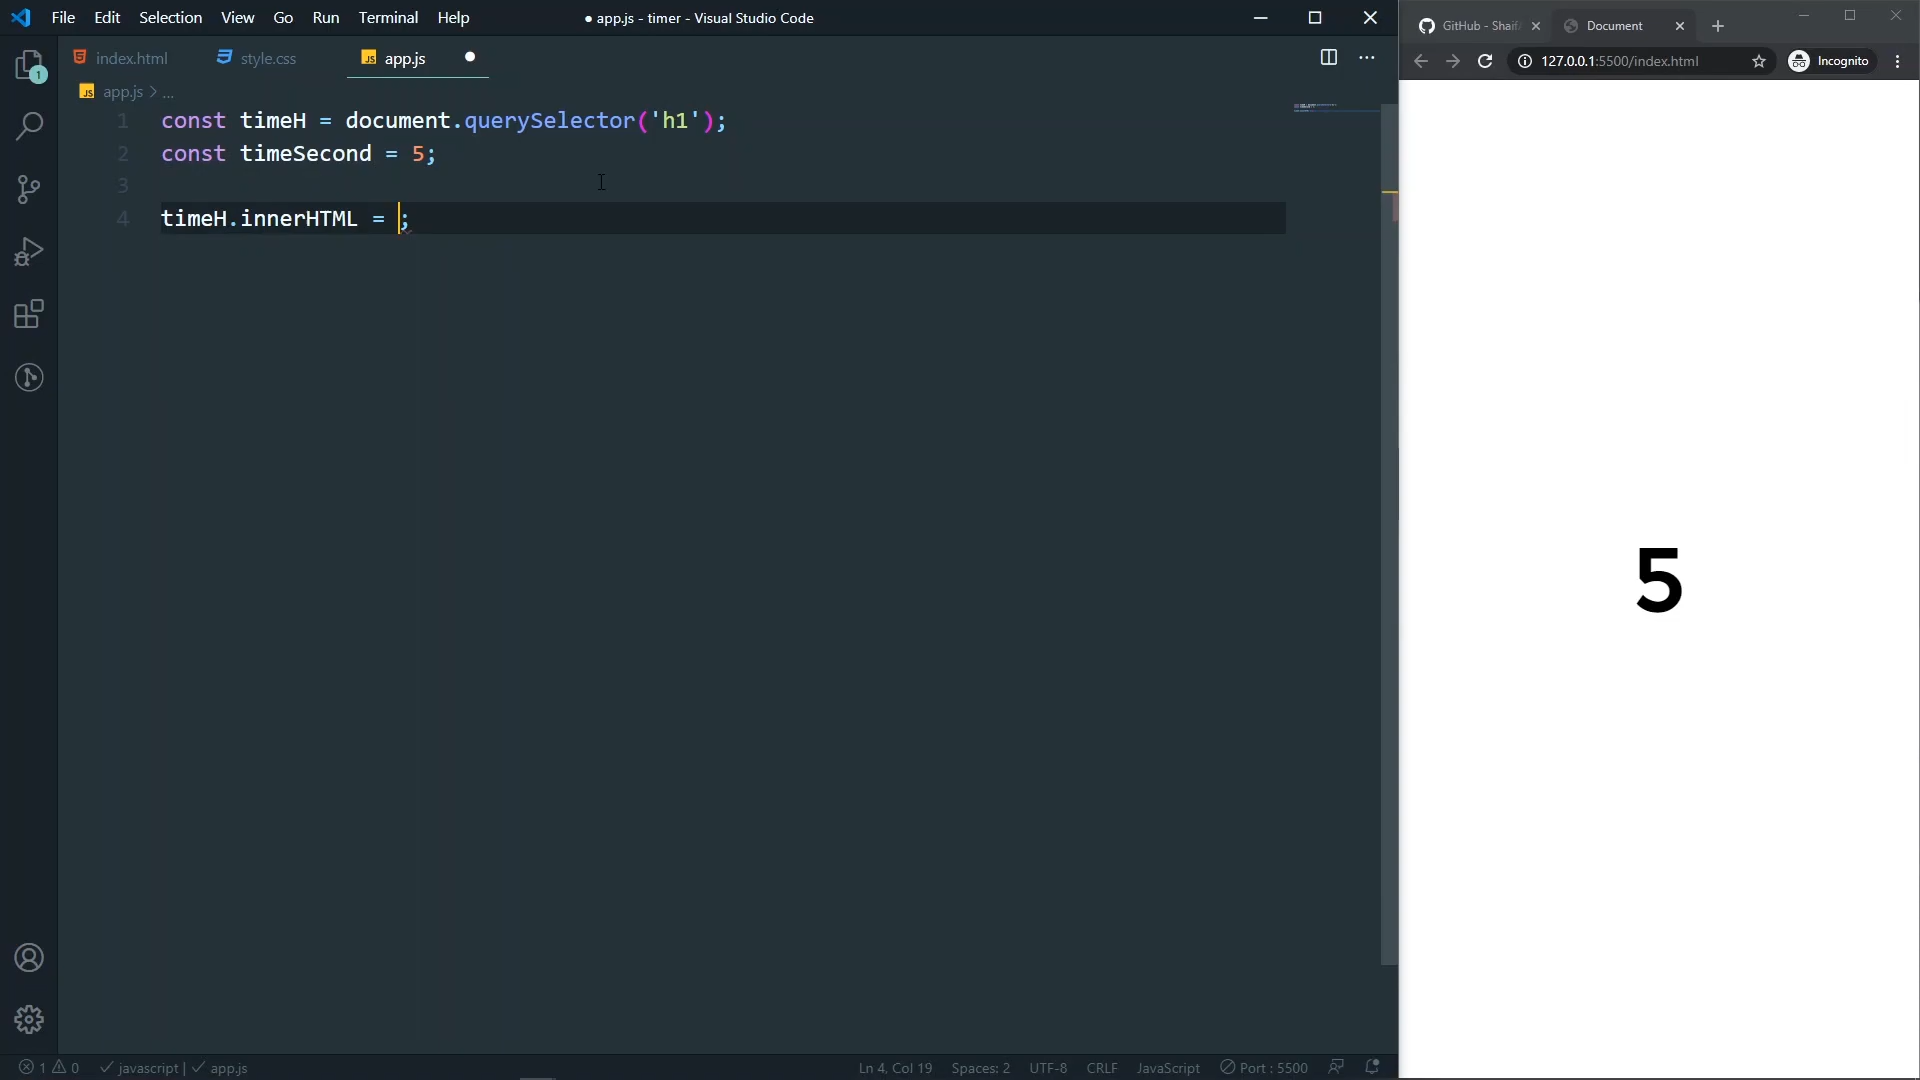 File Edit Selection View Go Run Terminal Help
● app.js - timer - Visual Studio Code
index.html style.css JS app.js
JS app.js > ...
1 const timeH = document.querySelector('h1');
2 const timeSecond = 5;
3
4 timeH.innerHTML = ;
1
1 0 javascript | app.js
Ln 4, Col 19 Spaces: 2 UTF-8 CRLF JavaScript Port : 5500
GitHub - Shaif Document
127.0.0.1:5500/index.html Incognito
5